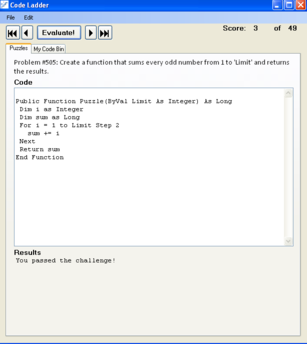 Code Ladder
File Edit
Evaluate! Score: 3 of 49
Puzzles My Code Bin
Problem #505: Create a function that sums every odd number from 1 to 'Limit' and returns
the results.
Code
Public Function Puzzle(ByVal Limit As Integer) As Long
Dim i as Integer
Dim sum as Long
For i = 1 to Limit Step 2
sum += i
Next
Return sum
End Function
Results
You passed the challenge!